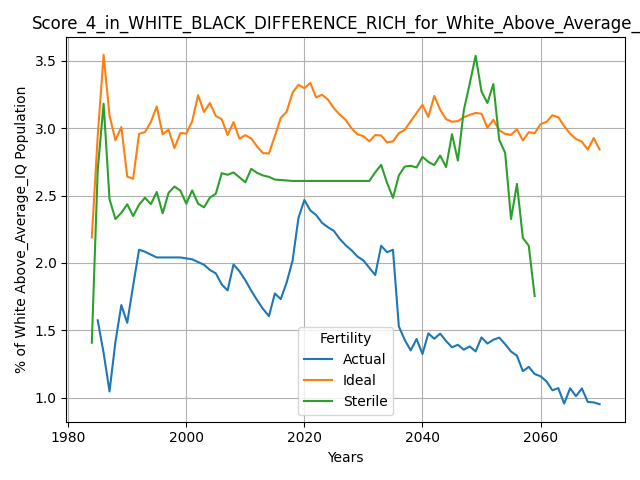 Score_4_in_WHITE_BLACK_DIFFERENCE_RICH_for_White_Above_Average_
% of White Above_Average_IQ Population
3.5
3.0
2.5
2.0
1.5
1.0
Fertility
Actual
Ideal
Sterile
1980
2000
2020
2040
2060
Years